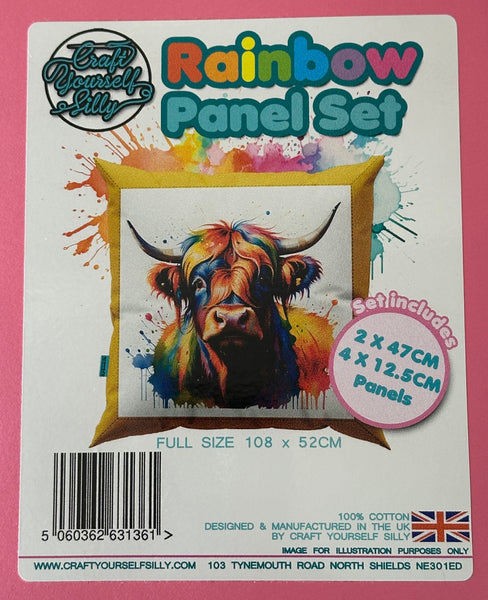 Craft
Yourself
Silly
Rainbow
Panel Set
Set includes
2 X 47CM
4 X 12.5CM
Panels
FULL SIZE 108 x 52CM
5 060362 631361 >
100% COTTON
DESIGNED & MANUFACTURED IN THE UK
BY CRAFT YOURSELF SILLY
IMAGE FOR ILLUSTRATION PURPOSES ONLY
WWW.CRAFTYOURSELFSILLY.COM 103 TYNEMOUTH ROAD NORTH SHIELDS NE301ED